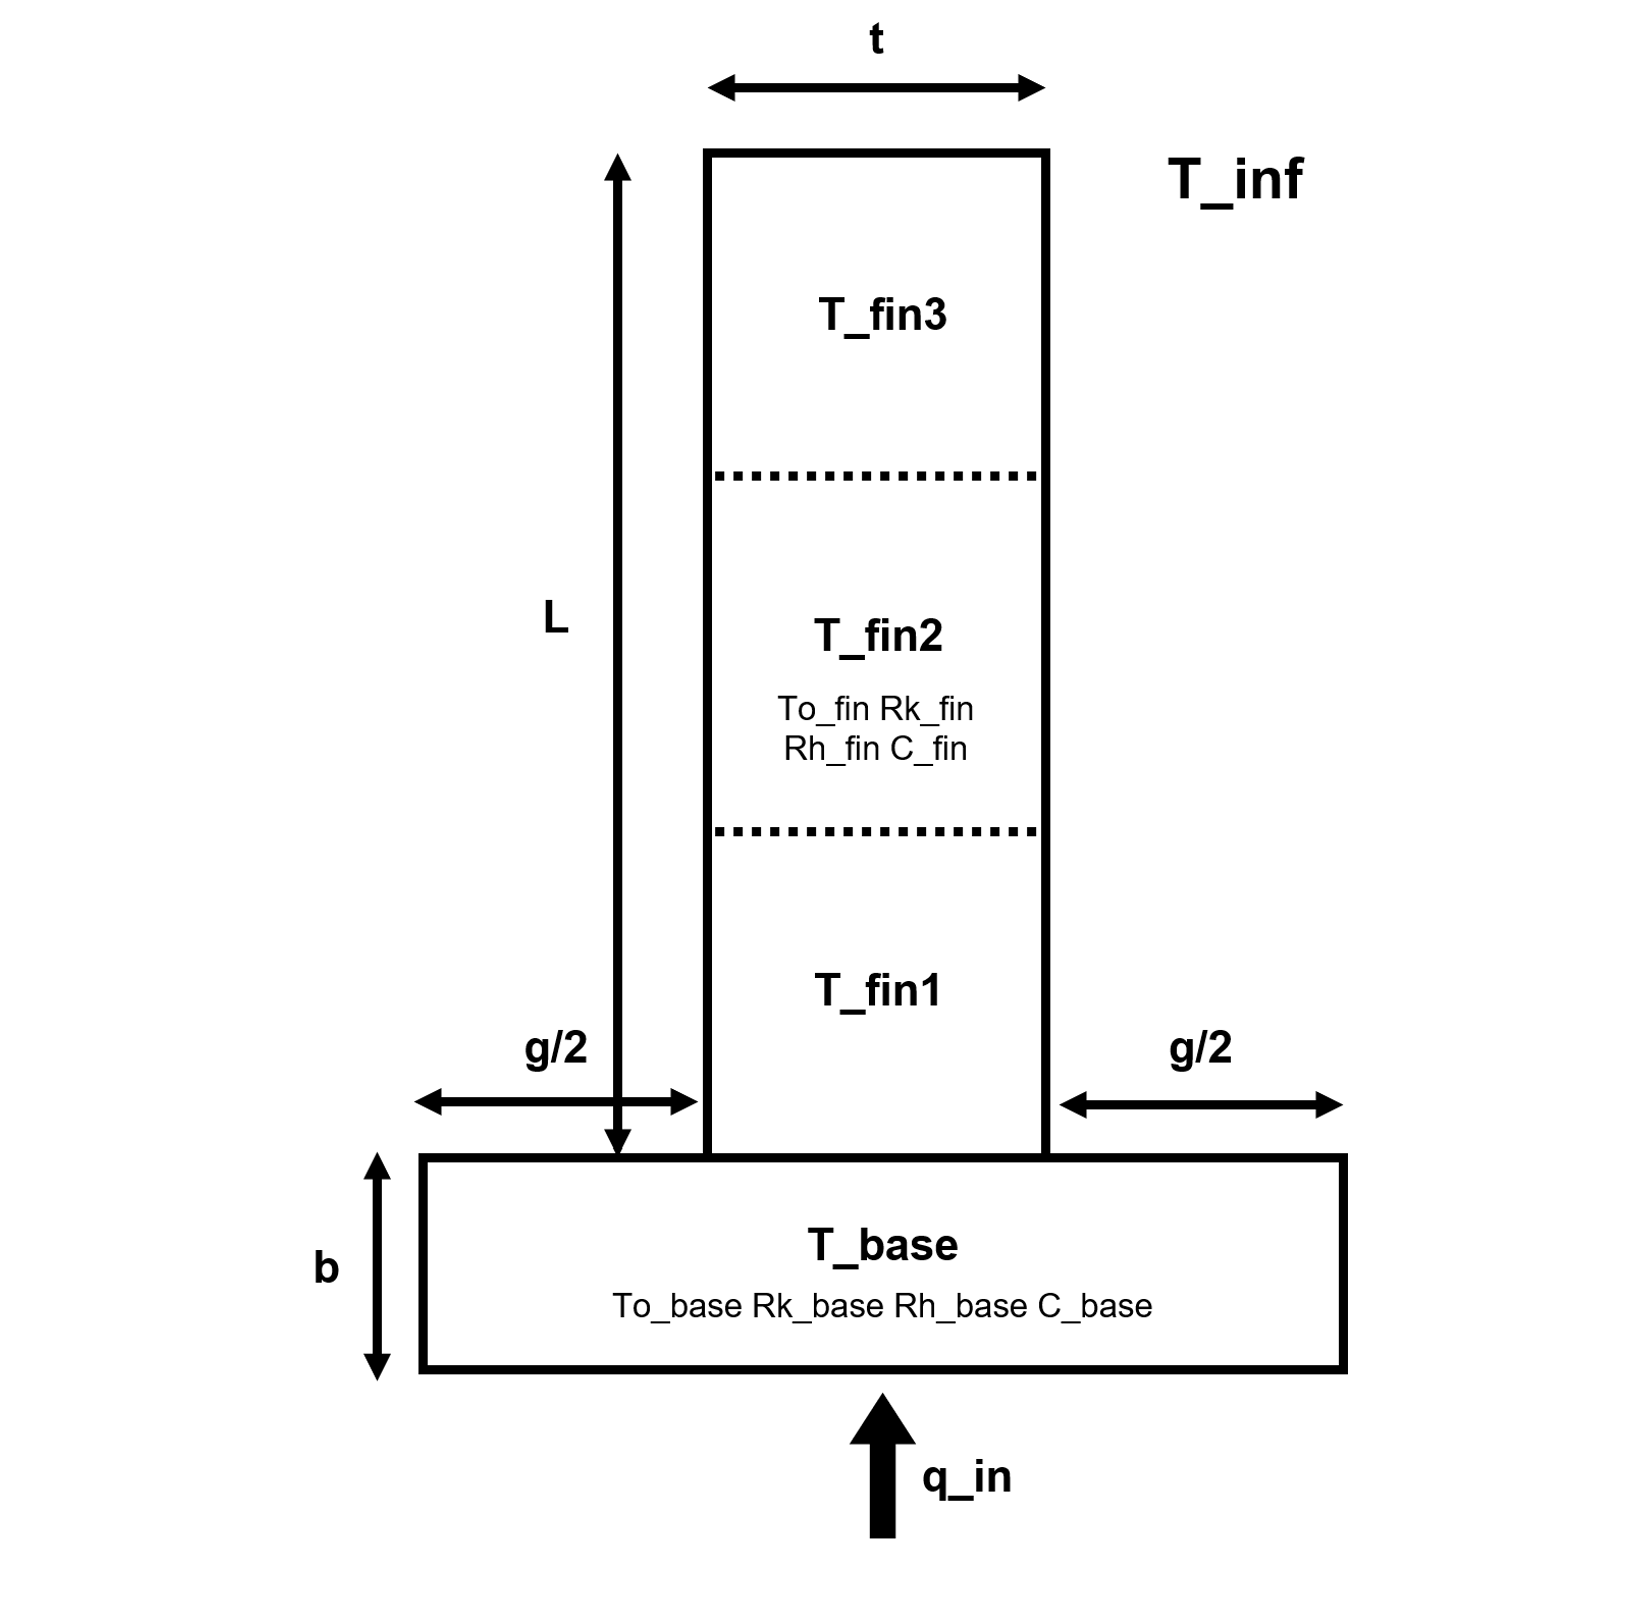 t
T_inf
T_fin3
L
T_fin2
To_fin Rk_fin
Rh_fin C_fin
T_fin1
g/2
g/2
b
T_base
To_base Rk_base Rh_base C_base
q_in